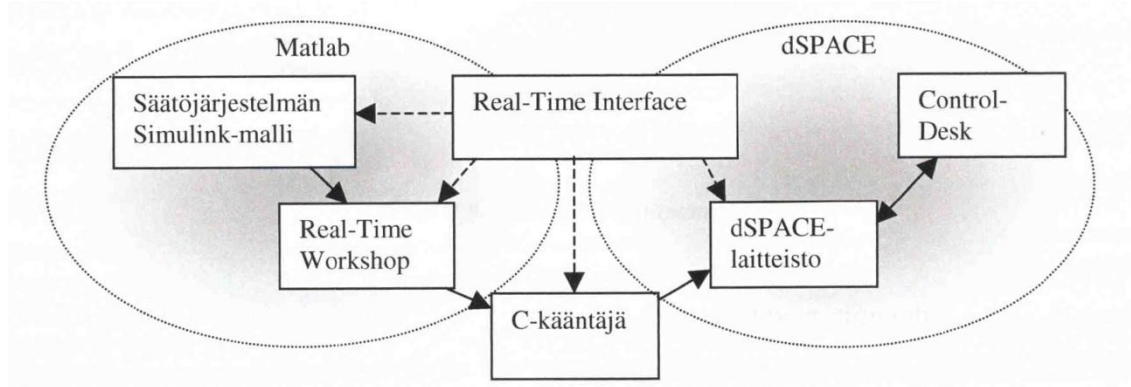 Matlab
dSPACE
Säätöjärjestelmän
Simulink-malli
Real-Time Interface
Control-
Desk
Real-Time
Workshop
dSPACE-
laitteisto
C-kääntäjä